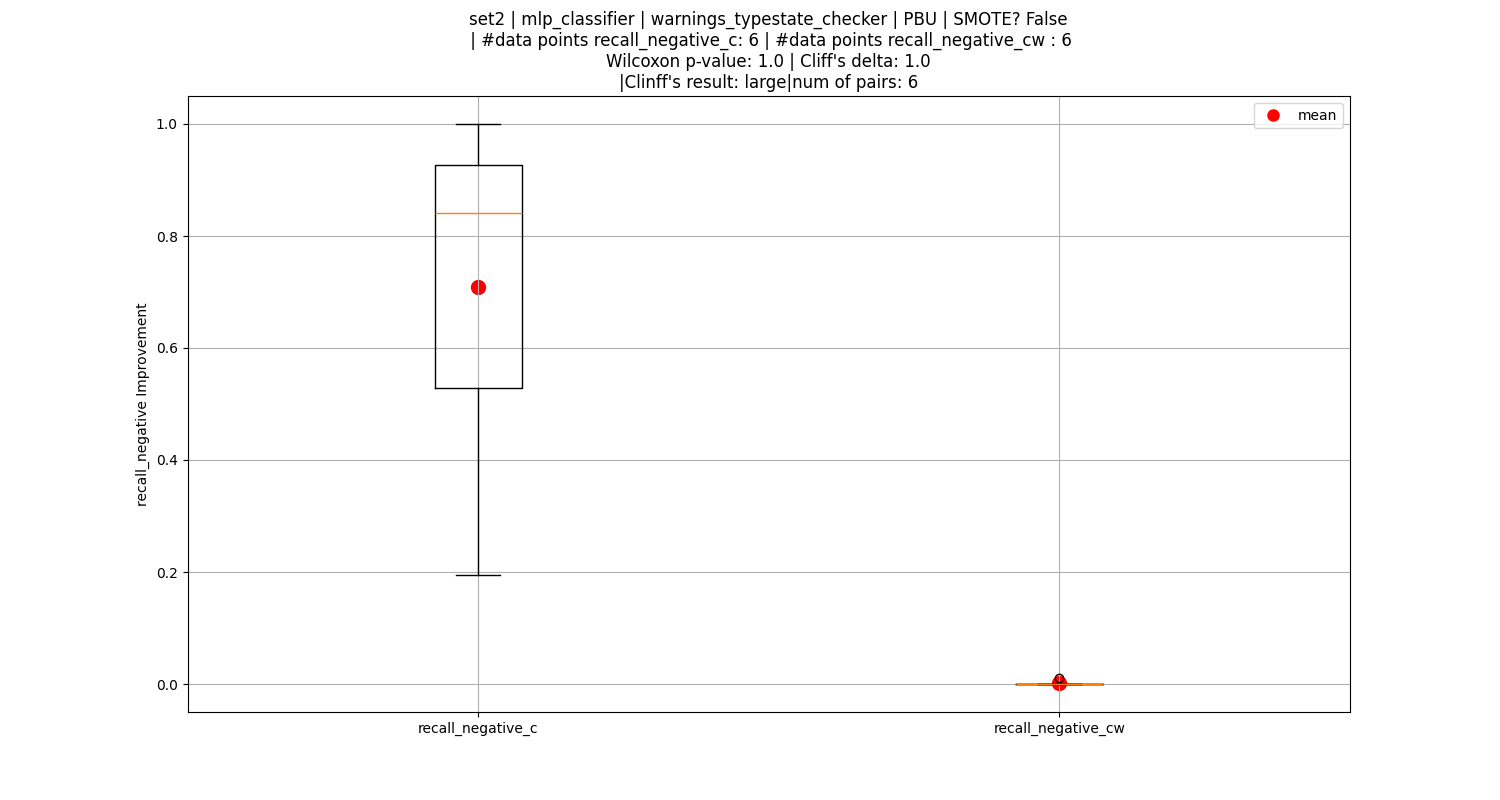 set2 | mlp_classifier | warnings_typestate_checker | PBU | SMOTE? False
| #data points recall_negative_c: 6 | #data points recall_negative_cw : 6
Wilcoxon p-value: 1.0 | Cliff's delta: 1.0
|Clinff's result: large|num of pairs: 6
mean
1.0
0.8
0.6
0.4
0.2
0.0
recall_negative Improvement
recall_negative_c
recall_negative_cw